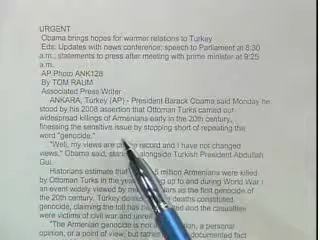 URGENT
Obama brings hopes for warmer relations to Turkey
Eds: Updates with news conference; speech to Parliament at 8:30
a.m., statements to press after meeting with prime minister at 9:25
a.m.
AP Photo ANK128
By TOM RAUM
Associated Press Writer
ANKARA, Turkey (AP) - President Barack Obama said Monday he
stood by his 2008 assertion that Ottoman Turks carried out
widespread killings of Armenians early in the 20th century,
finessing the sensitive issue by stopping short of repeating the
word "genocide."
"Well, my views are on the record and I have not changed
views," Obama said, standing alongside Turkish President Abdullah
Gul.
Historians estimate that 5 million Armenians were killed
by Ottoman Turks in the years leading up to and during World War I
an event widely viewed by many scholars as the first genocide of
the 20th century. Turkey denies the deaths constituted
genocide, claiming the toll has been inflated and the casualties
were victims of civil war and unrest
"The Armenian genocide is not an allegation, a personal
opinion, or a point of view, but rather a documented fact